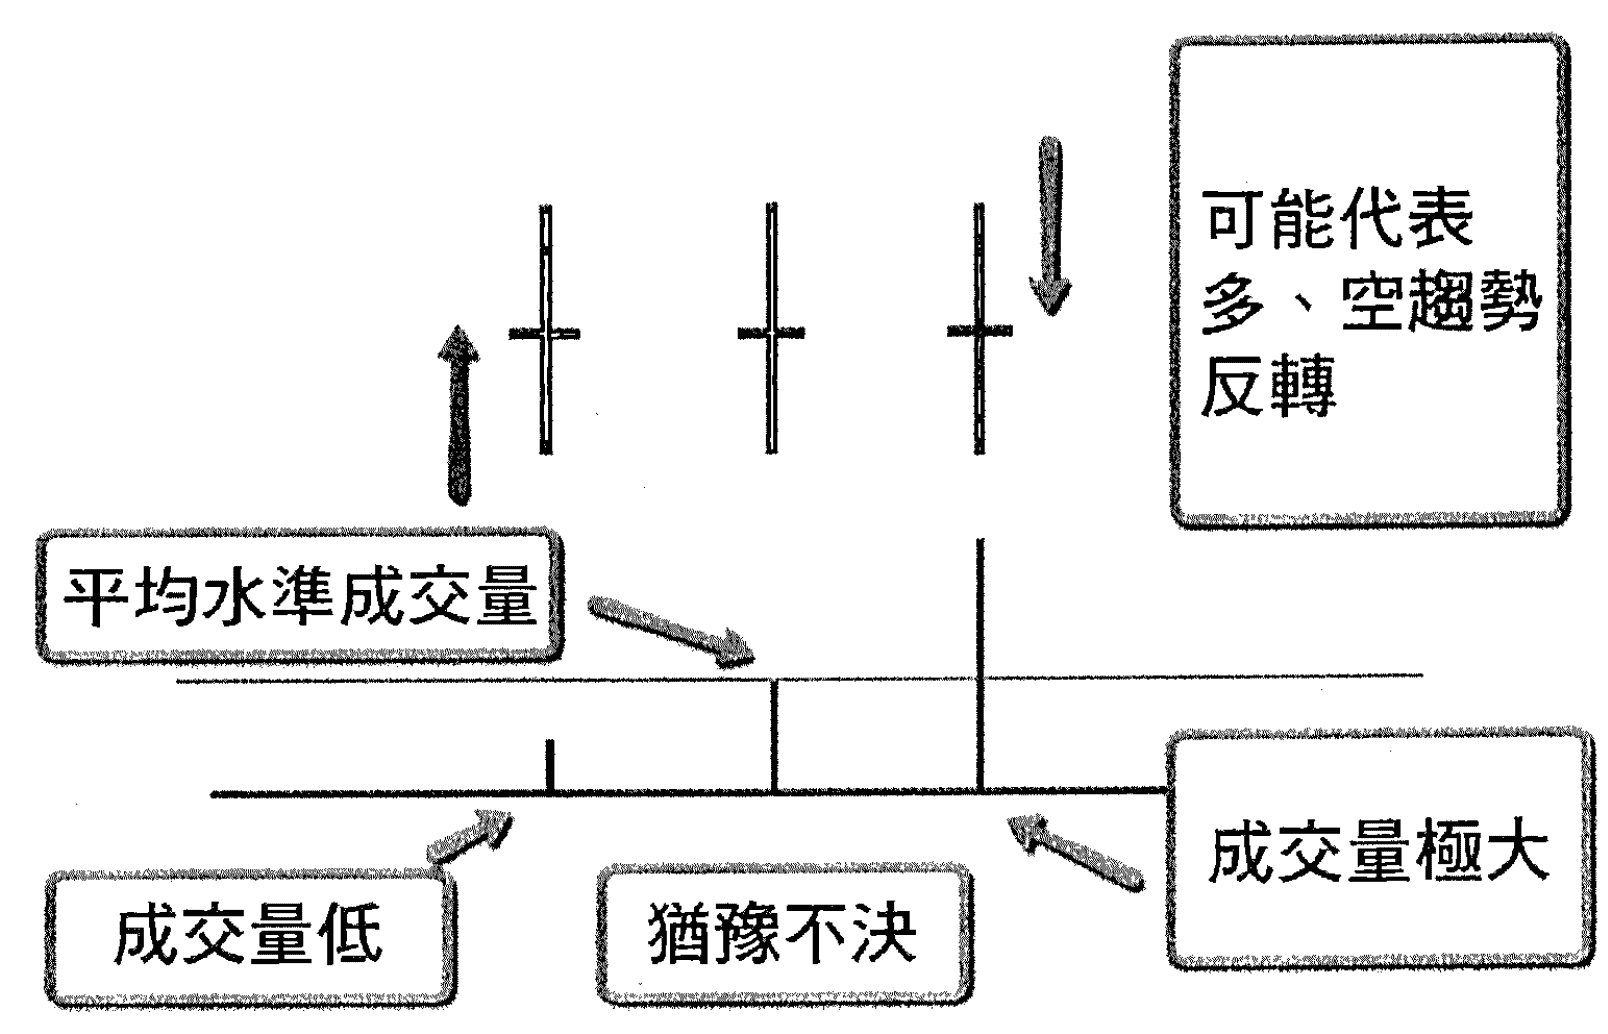 可能代表
多、空趨勢
反轉
平均水準成交量
成交量極大
成交量低
猶豫不決